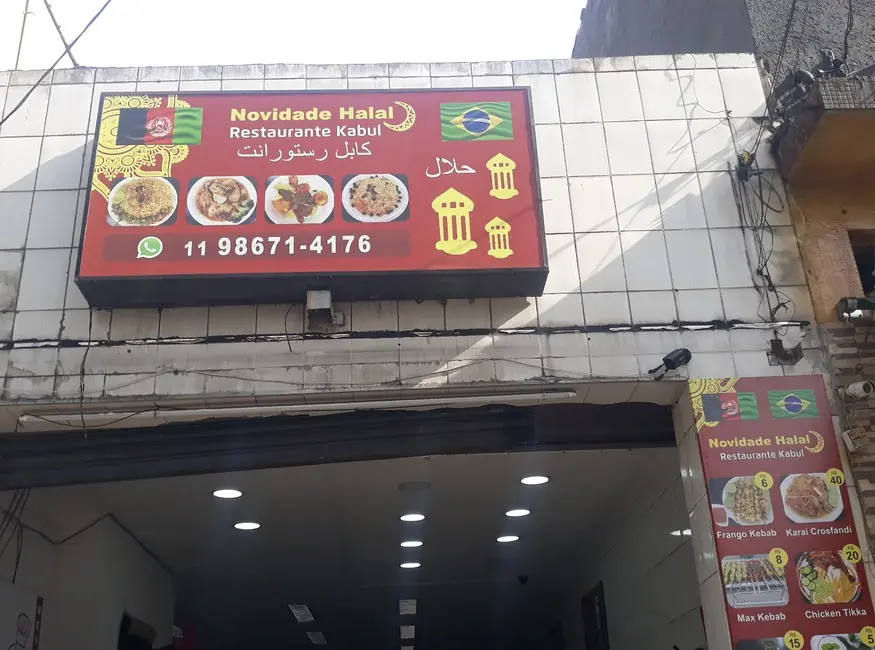 Novidade Halal
Restaurante Kabul
کابل رستورانت
حلال
11 98671-4176
Novidade Halal
Restaurante Kabul
R$ 6
R$ 40
Frango Kebab
Karai Crosfandi
R$ 8
R$ 20
Max Kebab
Chicken Tikka
R$ 15